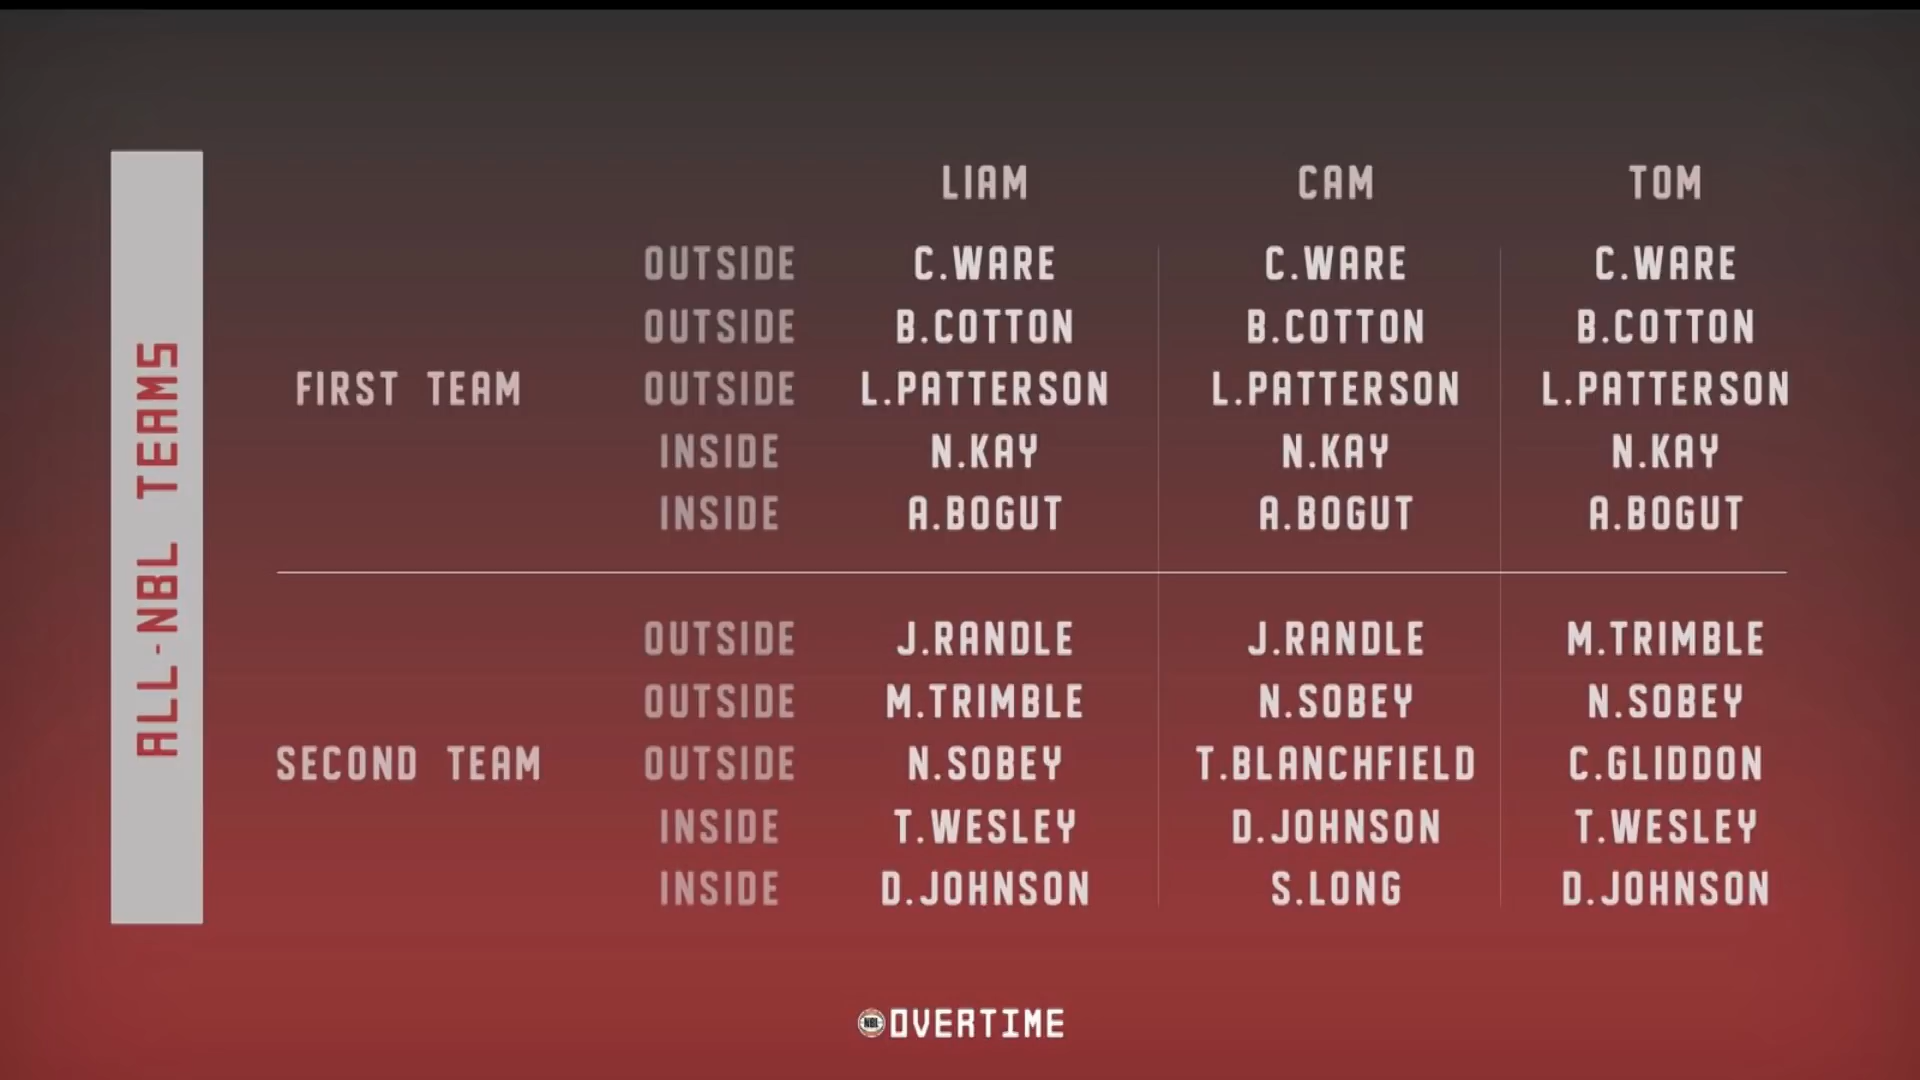 ALL-NBL TEAMS
LIAM CAM TOM
OUTSIDE C.WARE C.WARE C.WARE
OUTSIDE B.COTTON B.COTTON B.COTTON
FIRST TEAM OUTSIDE L.PATTERSON L.PATTERSON L.PATTERSON
INSIDE N.KAY N.KAY N.KAY
INSIDE A.BOGUT A.BOGUT A.BOGUT
OUTSIDE J.RANDLE J.RANDLE M.TRIMBLE
OUTSIDE M.TRIMBLE N.SOBEY N.SOBEY
SECOND TEAM OUTSIDE N.SOBEY T.BLANCHFIELD C.GLIDDON
INSIDE T.WESLEY D.JOHNSON T.WESLEY
INSIDE D.JOHNSON S.LONG D.JOHNSON
NBL OVERTIME